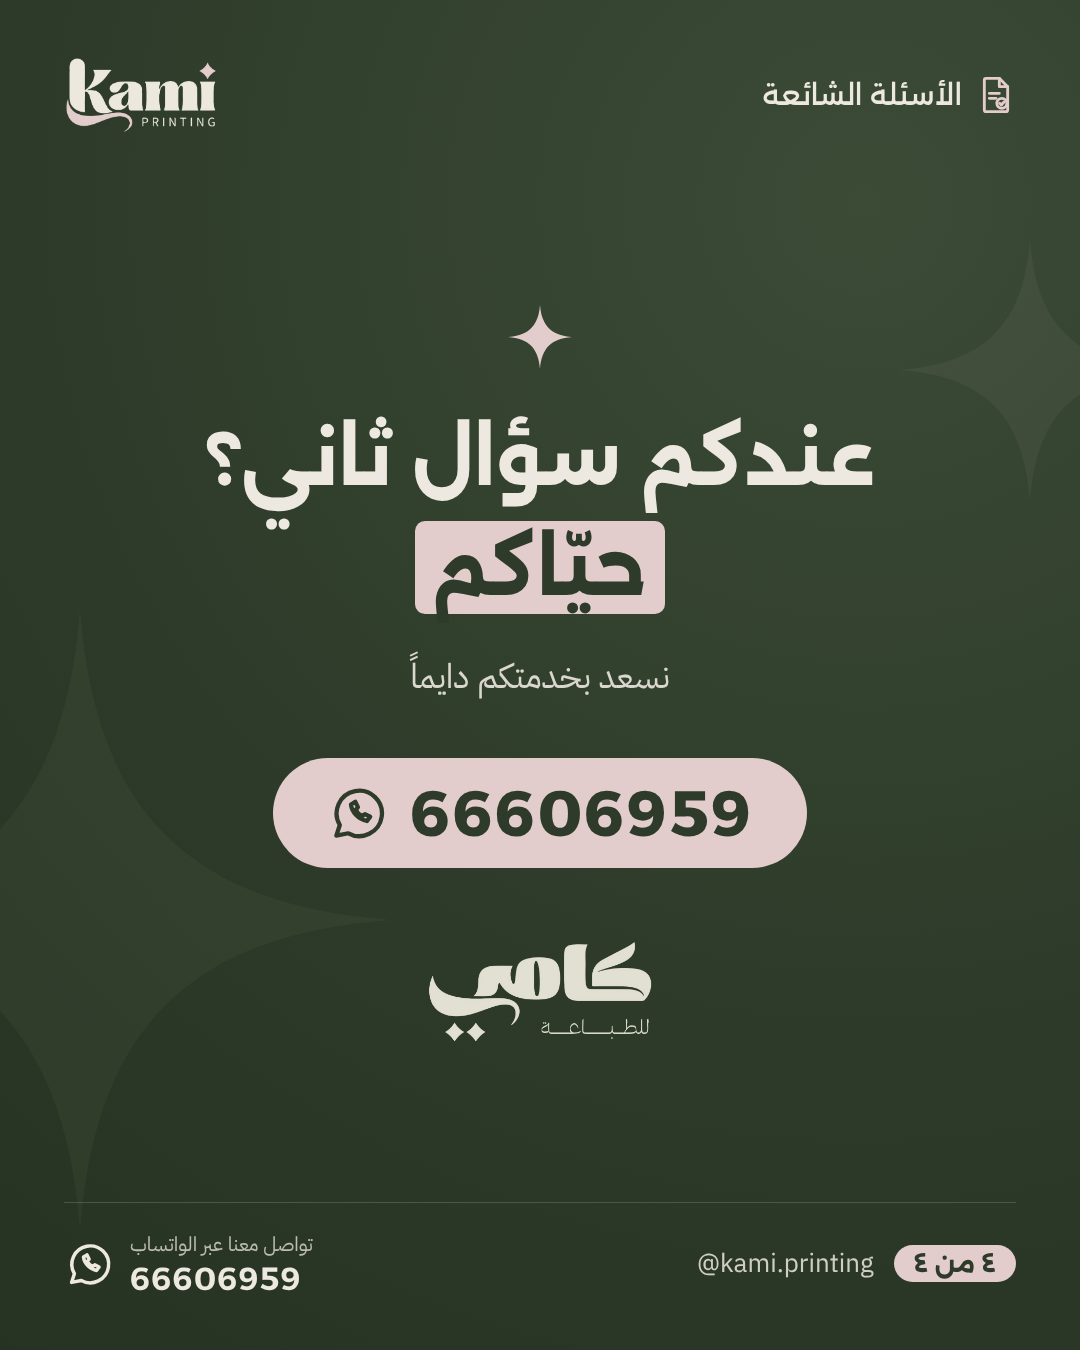 الأسئلة الشائعة
kami
PRINTING
عندكم سؤال ثاني؟
حيّاكم
نسعد بخدمتكم دايماً
66606959
كامي
للطبـــاعـــة
٤ من ٤
@kami.printing
تواصل معنا عبر الواتساب
66606959